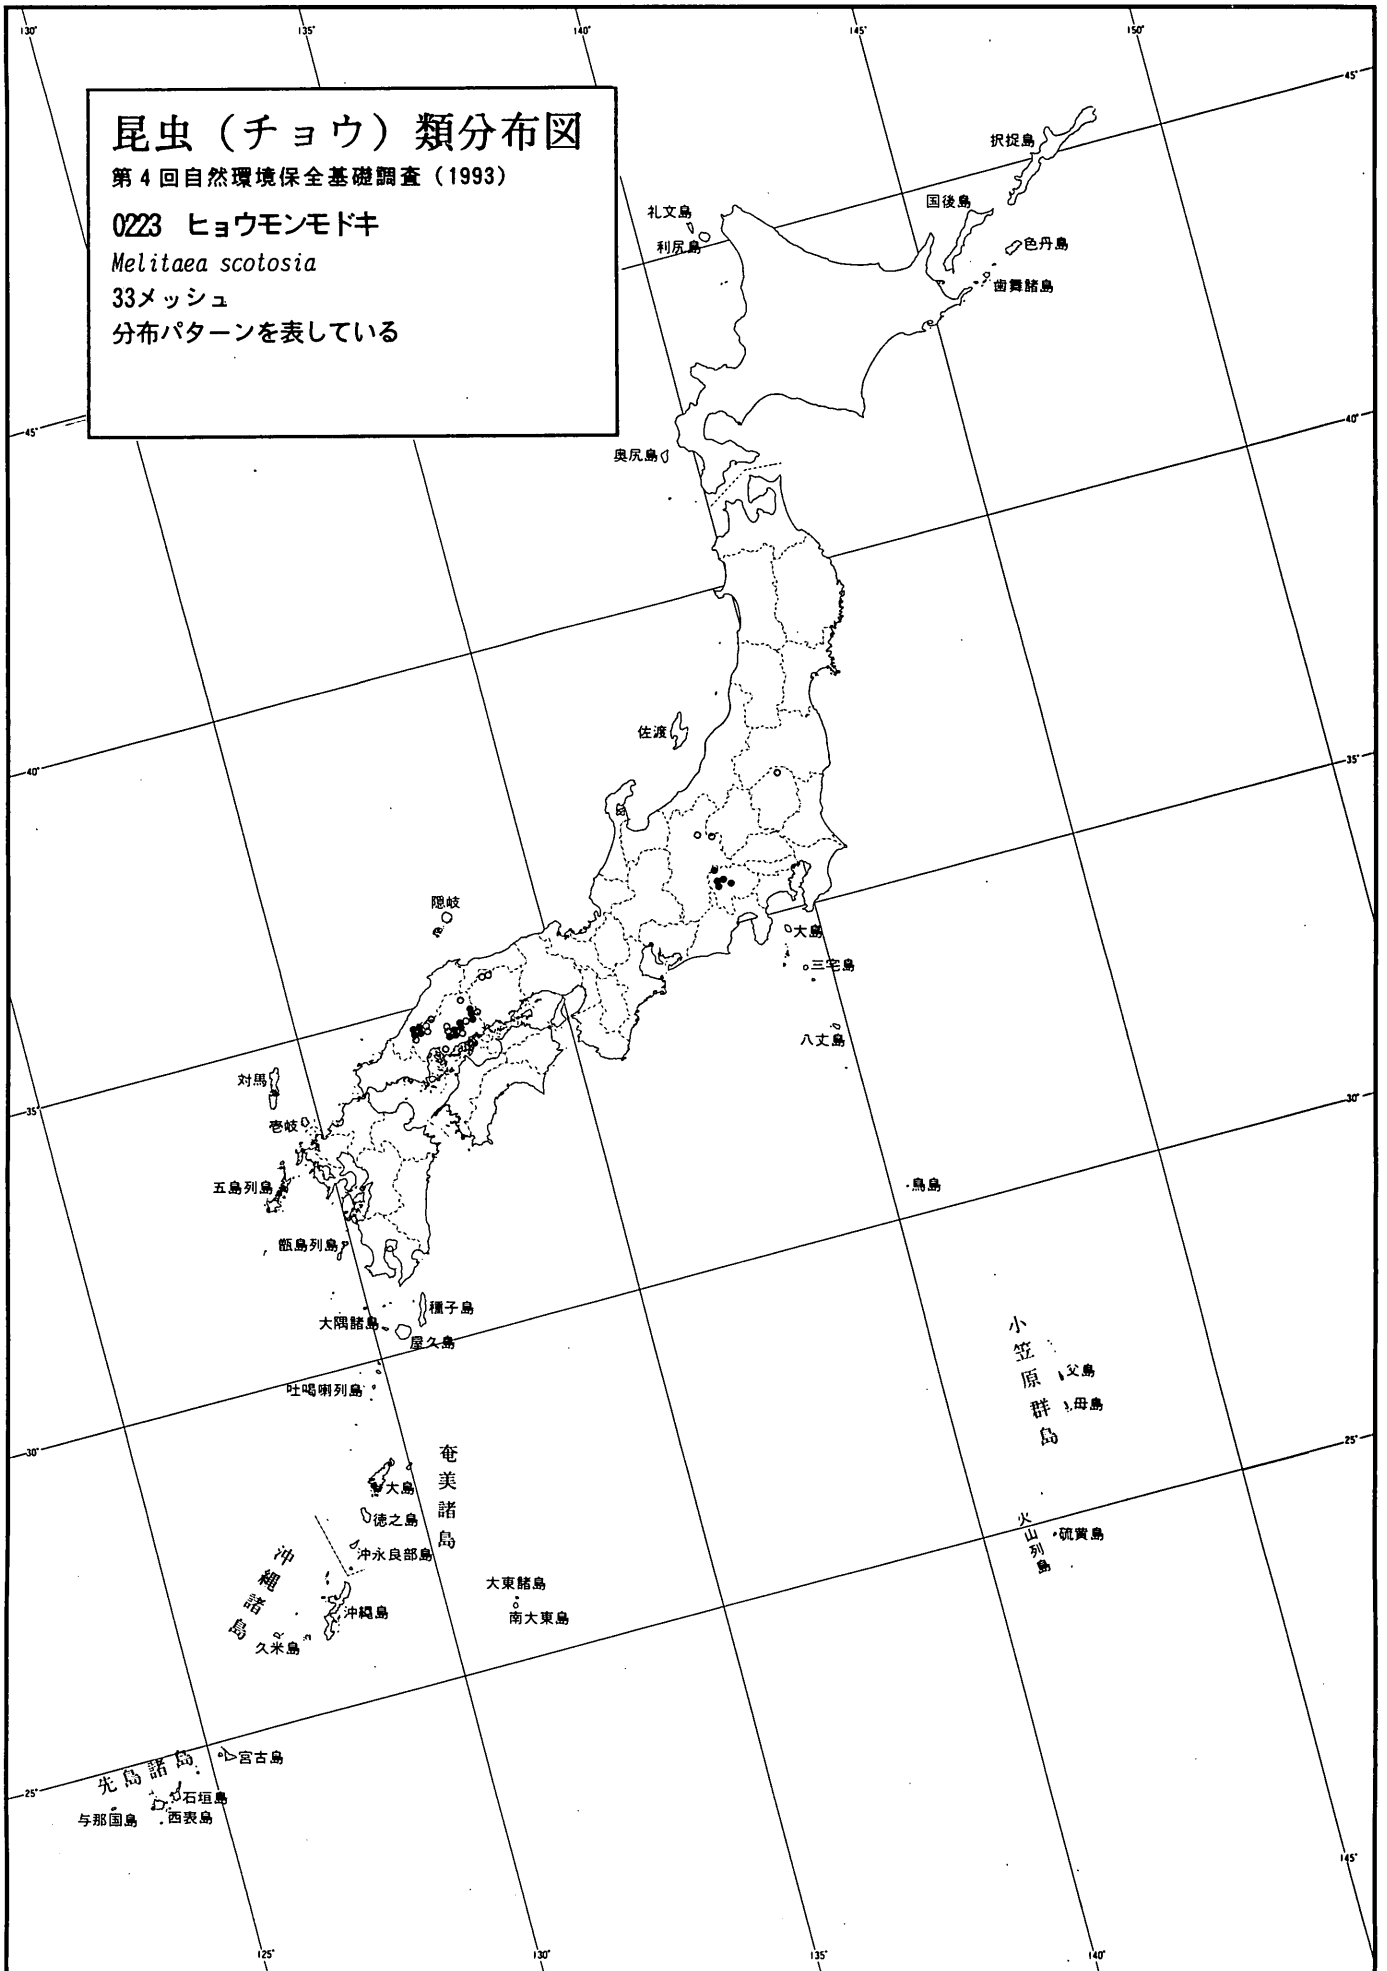 130°
135°
140°
145°
150°
昆虫（チョウ）類分布図
第4回自然環境保全基礎調査（1993）
0223 ヒョウモンモドキ
Melitaea scotosia
33メッシュ
分布パターンを表している
45°
択捉島
国後島
色丹島
歯舞諸島
礼文島
利尻島
奥尻島
45°
40°
佐渡
40°
35°
隠岐
大島
三宅島
八丈島
対馬
35°
壱岐
30°
五島列島
鳥島
甑島列島
種子島
大隅諸島
屋久島
吐喝喇列島
小笠原群島
父島
母島
30°
25°
奄美諸島
大島
徳之島
沖永良部島
火山列島
硫黄島
沖縄諸島
沖縄島
久米島
大東諸島
南大東島
先島諸島
宮古島
25°
石垣島
与那国島
西表島
145°
125°
130°
135°
140°